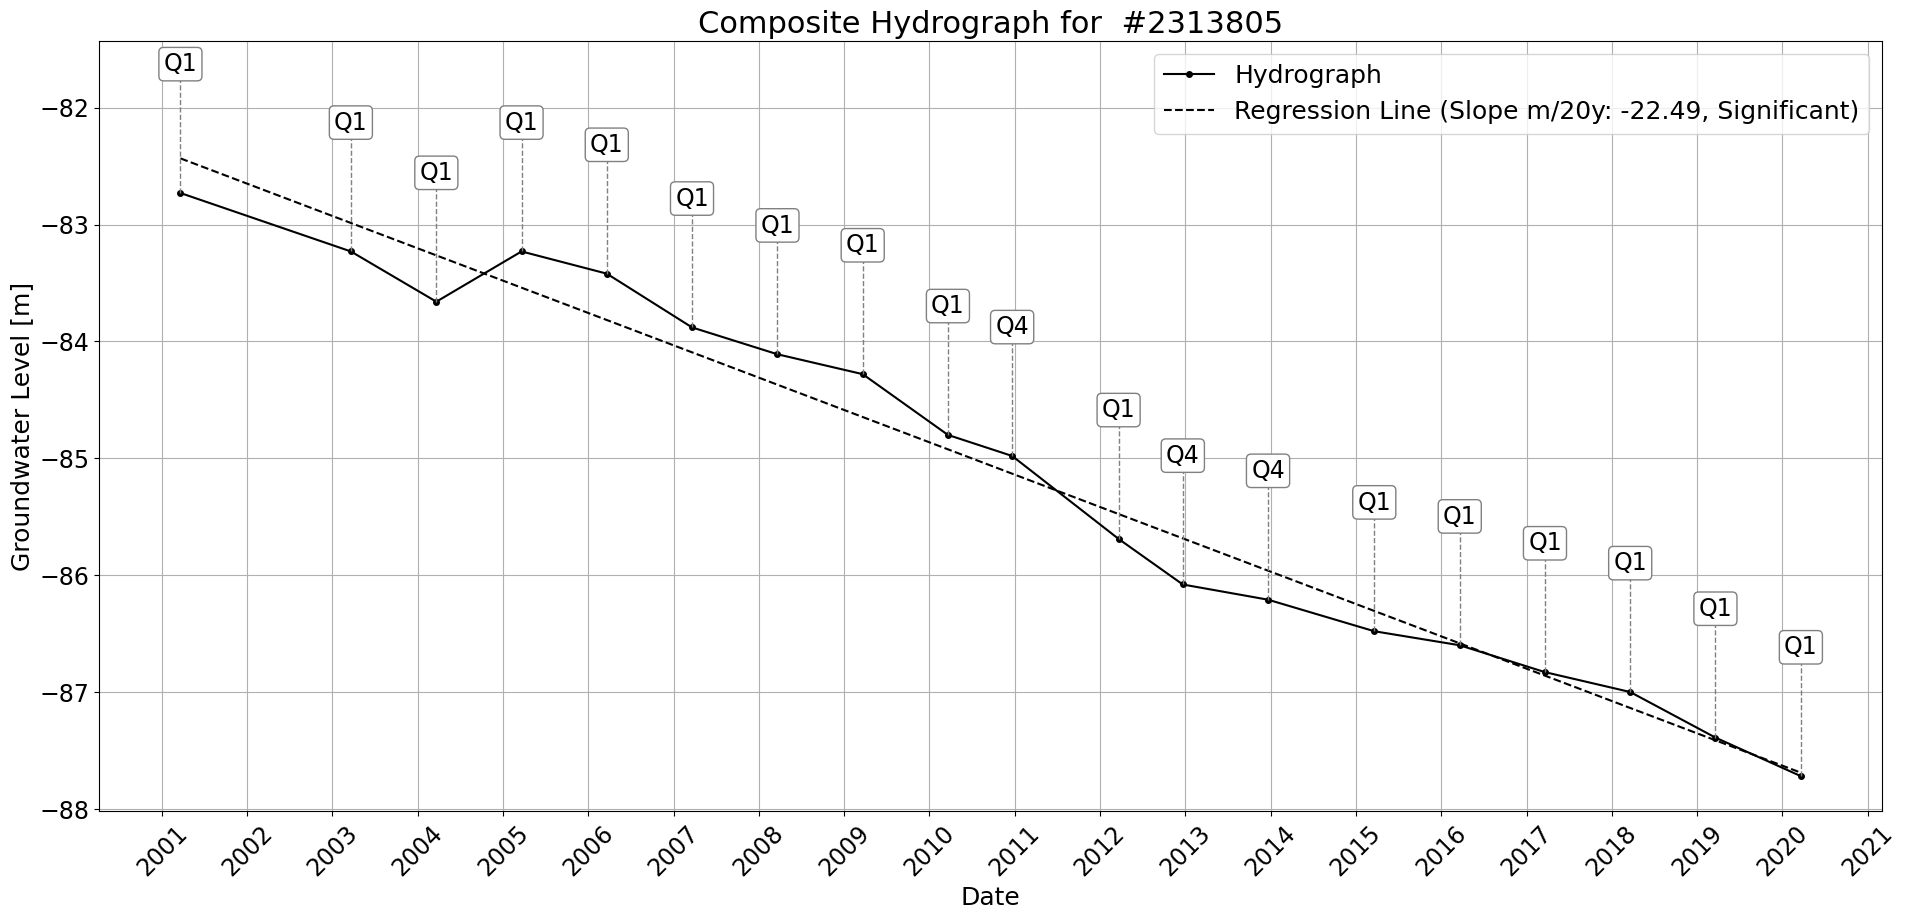 Composite Hydrograph for  #2313805
Hydrograph
Regression Line (Slope m/20y: -22.49, Significant)
Q1
Q1
Q1
Q1
Q1
Q1
Q1
Q1
Q1
Q4
Q1
Q4
Q4
Q1
Q1
Q1
Q1
Q1
Q1
Groundwater Level [m]
−82
−83
−84
−85
−86
−87
−88
2001
2002
2003
2004
2005
2006
2007
2008
2009
2010
2011
2012
2013
2014
2015
2016
2017
2018
2019
2020
2021
Date